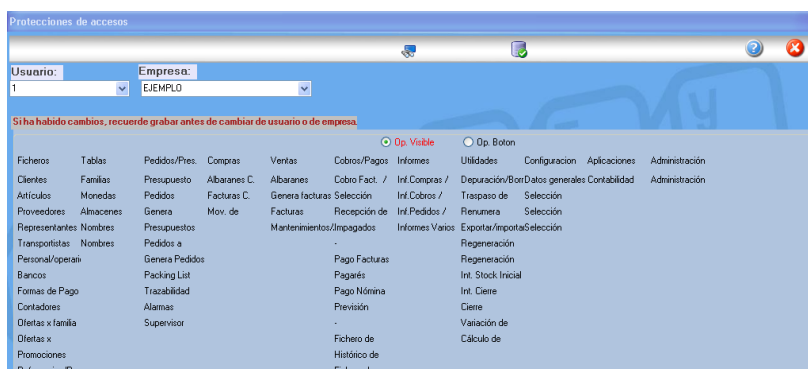 Protecciones de accesos
Usuario: Empresa:
1 EJEMPLO
Si ha habido cambios, recuerde grabar antes de cambiar de usuario o de empresa.
Op. Visible Op. Boton
Ficheros Tablas Pedidos/Pres. Compras Ventas Cobros/Pagos Informes Utilidades Configuracion Aplicaciones Administración
Clientes Familias Presupuesto Albaranes C. Albaranes Cobro Fact. / Inf.Compras / Depuración/Borr Datos generales Contabilidad Administración
Artículos Monedas Pedidos Facturas C. Genera facturas Selección Inf.Cobros / Traspaso de Selección
Proveedores Almacenes Genera Mov. de Facturas Recepción de Inf.Pedidos / Renumera Selección
Representantes Nombres Presupuestos Mantenimientos/ Impagados Informes Varios Exportar/importa Selección
Transportistas Nombres Pedidos a - Regeneración
Personal/operari Genera Pedidos Pago Facturas Regeneración
Bancos Packing List Pagarés Int. Stock Inicial
Formas de Pago Trazabilidad Pago Nómina Int. Cierre
Contadores Alarmas Previsión Cierre
Ofertas x familia Supervisor - Variación de
Ofertas x Fichero de Cálculo de
Promociones Histórico de